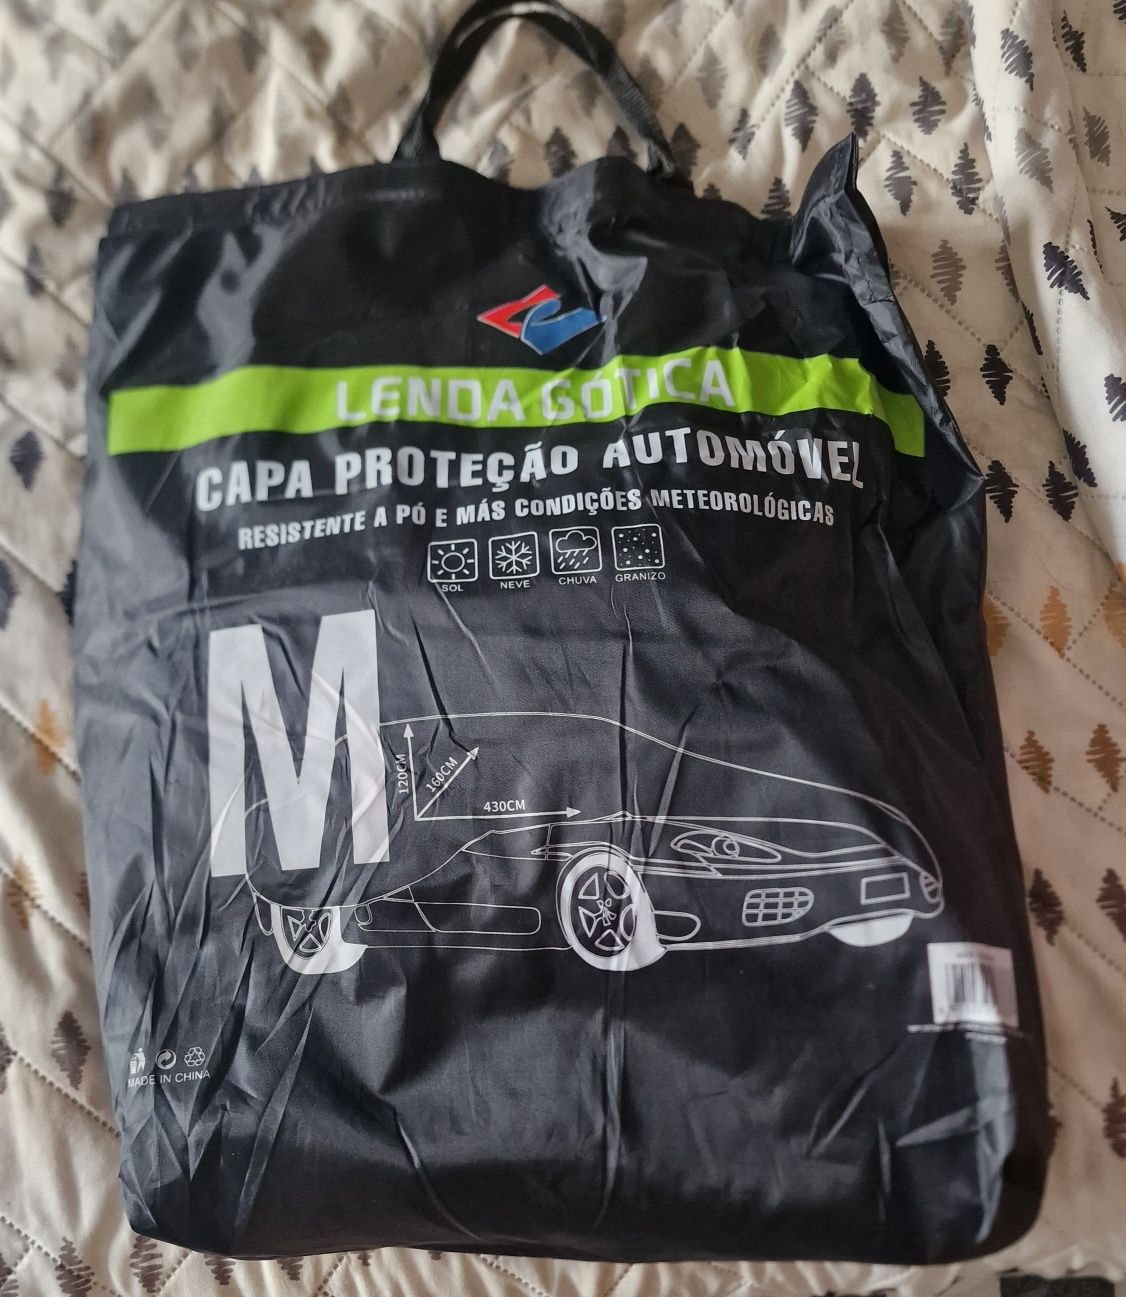 LENDA GÓTICA
CAPA PROTEÇÃO AUTOMÓVEL
RESISTENTE A PÓ E MÁS CONDIÇÕES METEOROLÓGICAS
SOL NEVE CHUVA GRANIZO
M
120CM
160CM
430CM
MADE IN CHINA